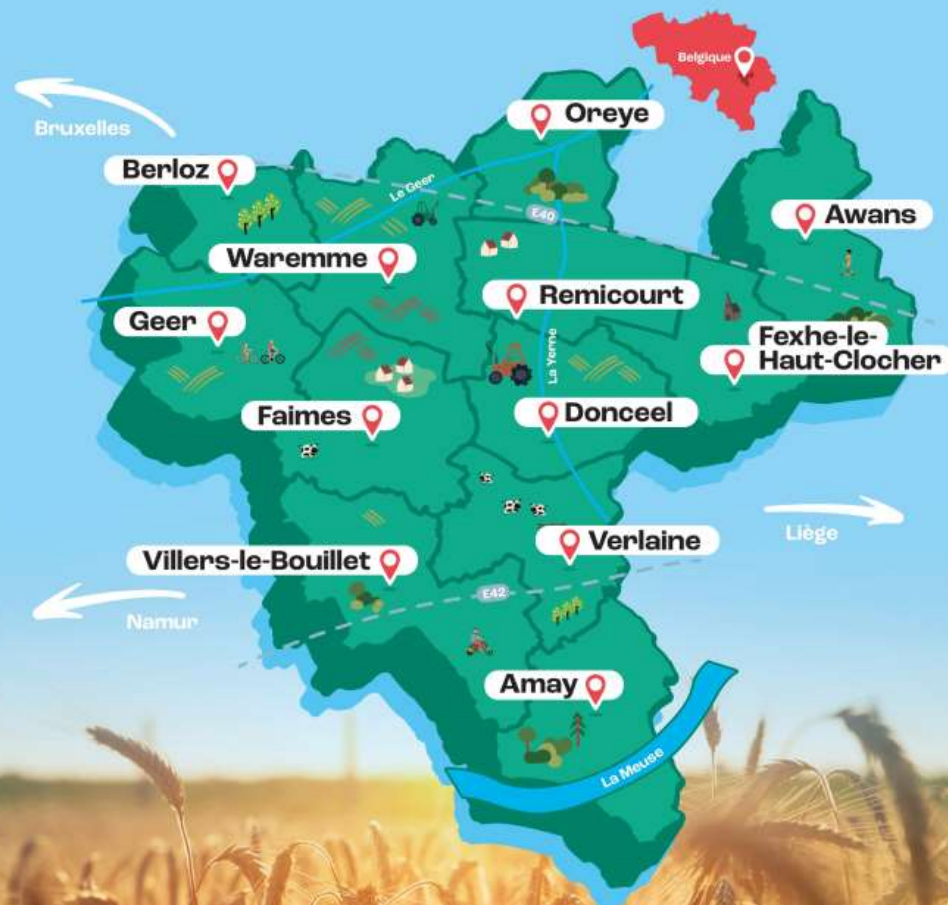 Belgique
Bruxelles
Oreye
Berloz
Le Geer
E40
Awans
Waremme
Remicourt
Geer
La Yerne
Fexhe-le-
Haut-Clocher
Faimes
Donceel
Liège
Verlaine
Villers-le-Bouillet
E42
Namur
Amay
La Meuse